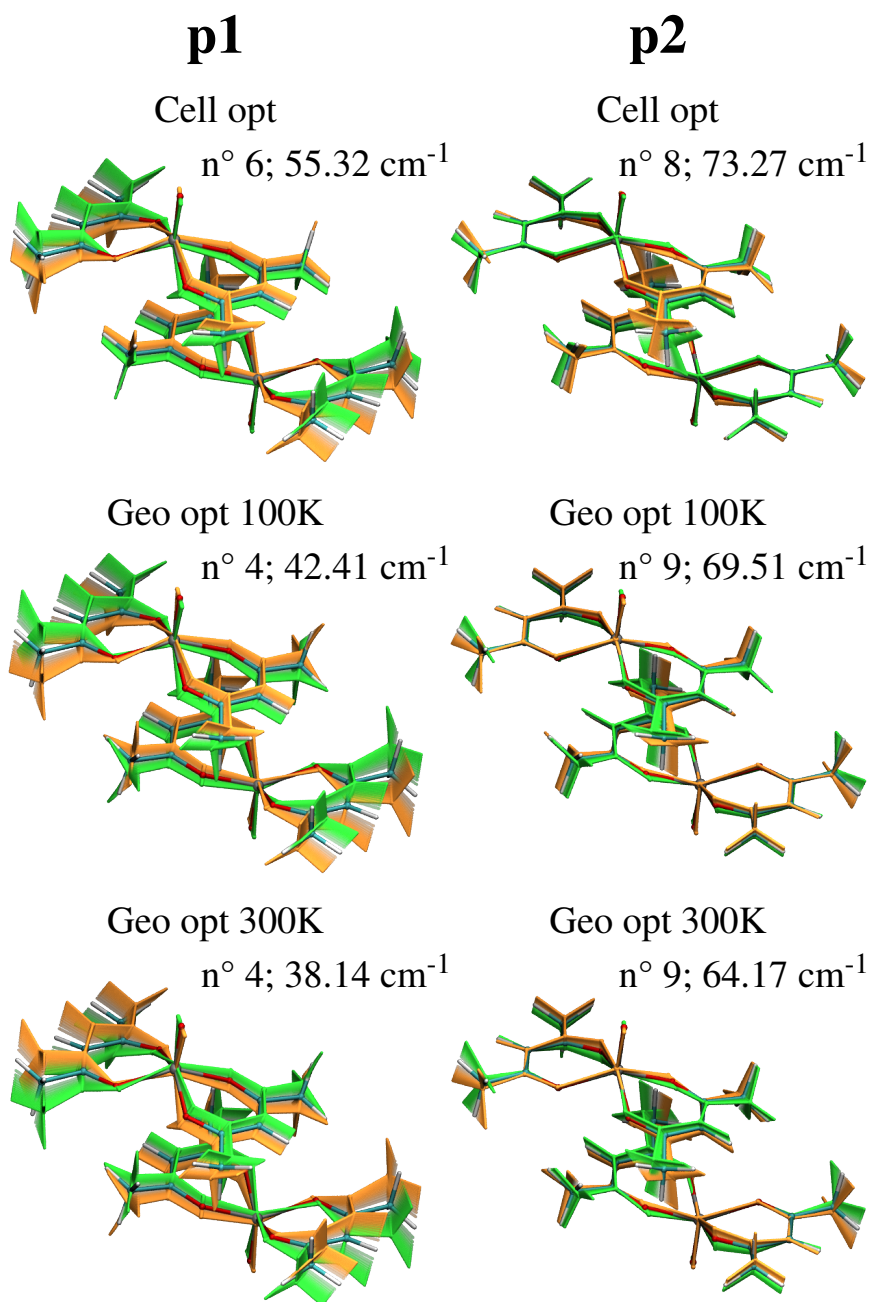 p1 p2
Cell opt Cell opt
n° 6; 55.32 cm⁻¹ n° 8; 73.27 cm⁻¹
Geo opt 100K Geo opt 100K
n° 4; 42.41 cm⁻¹ n° 9; 69.51 cm⁻¹
Geo opt 300K Geo opt 300K
n° 4; 38.14 cm⁻¹ n° 9; 64.17 cm⁻¹